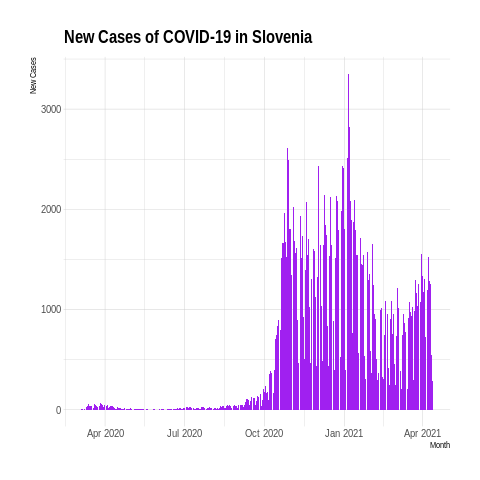 New Cases of COVID-19 in Slovenia
New Cases
3000
2000
1000
0
Apr 2020
Jul 2020
Oct 2020
Jan 2021
Apr 2021
Month